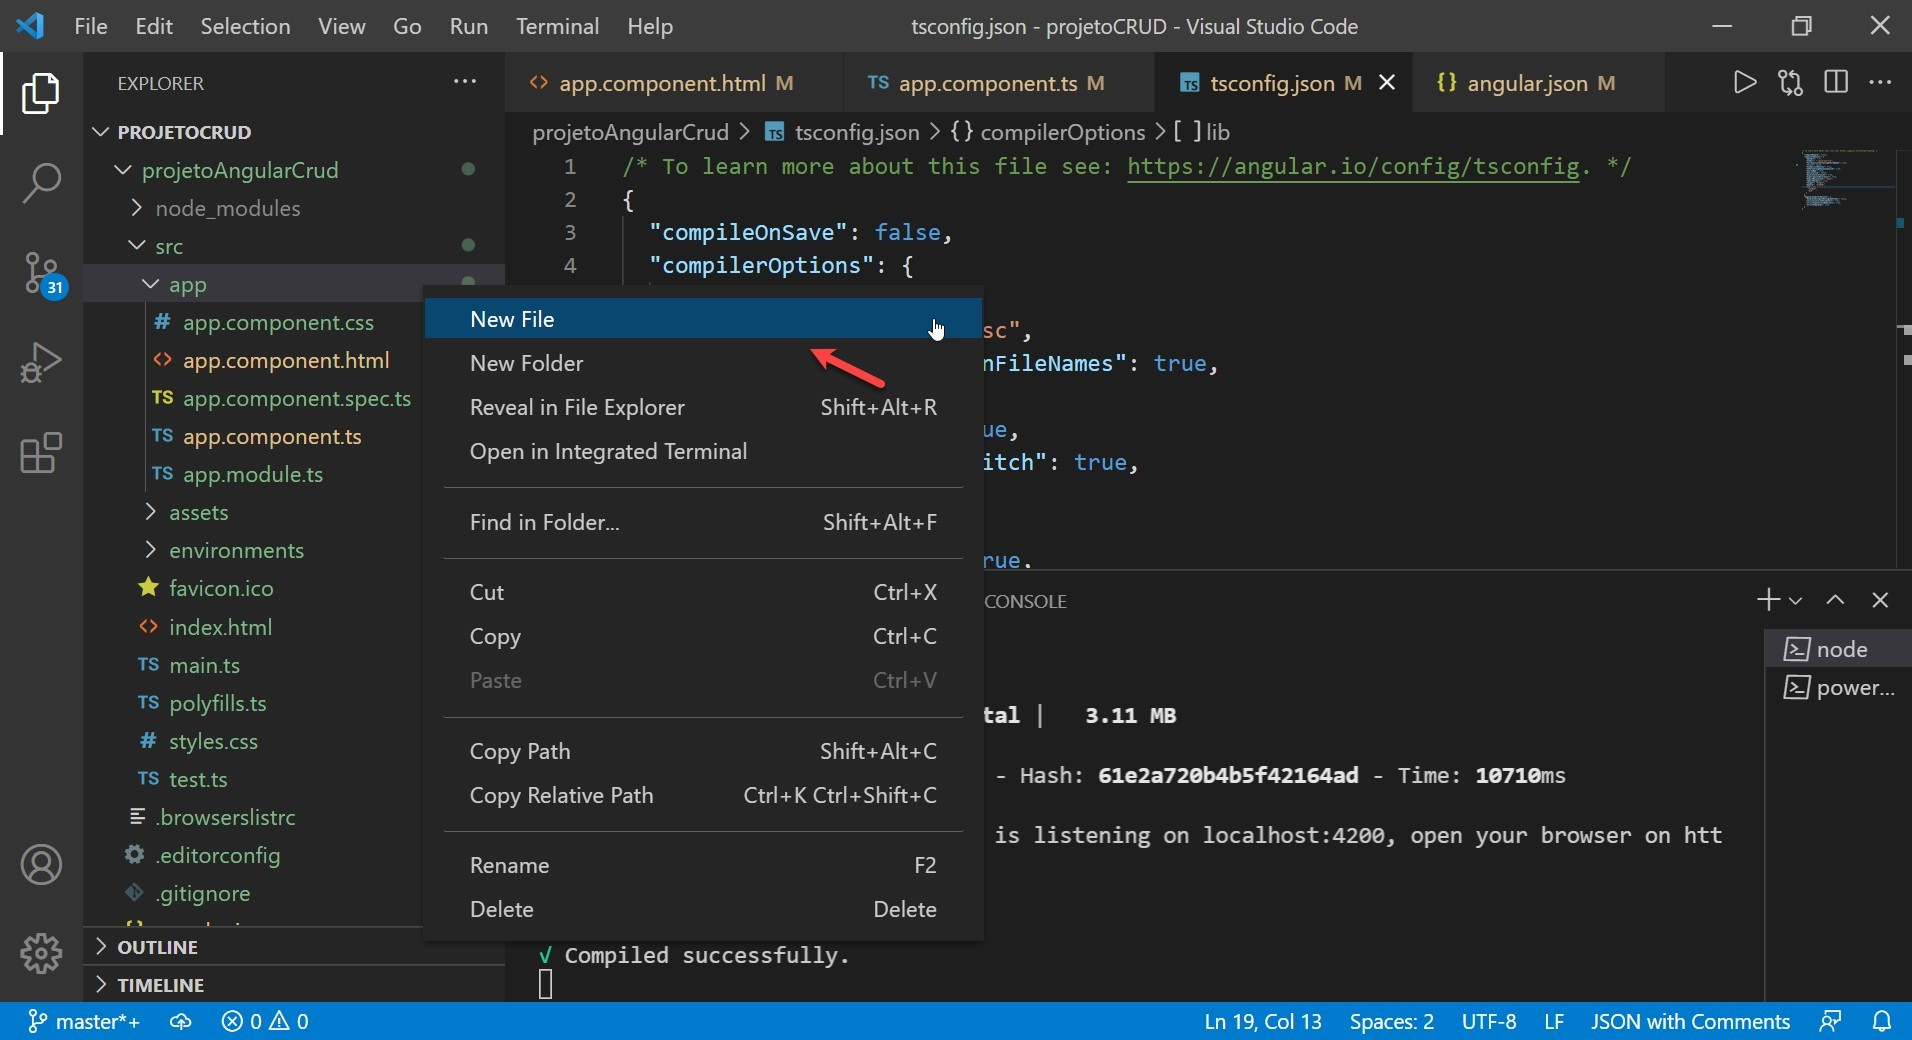 File Edit Selection View Go Run Terminal Help
tsconfig.json - projetoCRUD - Visual Studio Code
EXPLORER
PROJETOCRUD
projetoAngularCrud
node_modules
src
app
# app.component.css
<> app.component.html
TS app.component.spec.ts
TS app.component.ts
TS app.module.ts
assets
environments
favicon.ico
<> index.html
TS main.ts
TS polyfills.ts
# styles.css
TS test.ts
.browserslistrc
.editorconfig
.gitignore
OUTLINE
TIMELINE
31
<> app.component.html M
TS app.component.ts M
TS tsconfig.json M
{} angular.json M
projetoAngularCrud > TS tsconfig.json > {} compilerOptions > [ ] lib
1 /* To learn more about this file see: https://angular.io/config/tsconfig. */
2 {
3 "compileOnSave": false,
4 "compilerOptions": {
sc",
nFileNames": true,
ue,
itch": true,
rue,
New File
New Folder
Reveal in File Explorer Shift+Alt+R
Open in Integrated Terminal
Find in Folder... Shift+Alt+F
Cut Ctrl+X
Copy Ctrl+C
Paste Ctrl+V
Copy Path Shift+Alt+C
Copy Relative Path Ctrl+K Ctrl+Shift+C
Rename F2
Delete Delete
CONSOLE
node
power...
tal | 3.11 MB
- Hash: 61e2a720b4b5f42164ad - Time: 10710ms
is listening on localhost:4200, open your browser on htt
√ Compiled successfully.
master*+ 0 0 Ln 19, Col 13 Spaces: 2 UTF-8 LF JSON with Comments